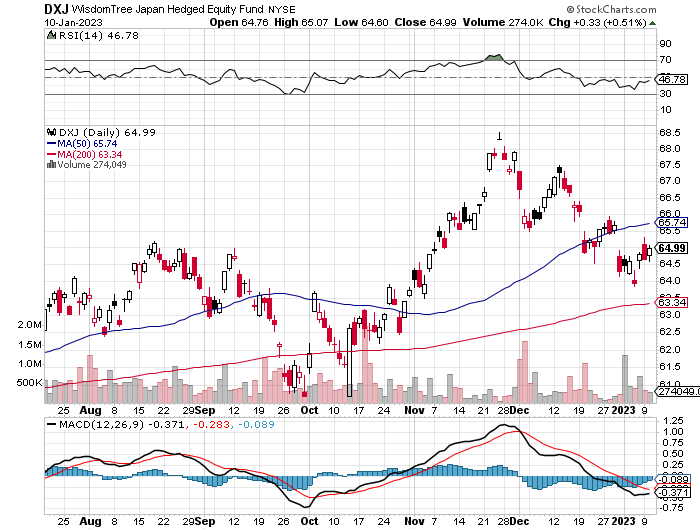 DXJ WisdomTree Japan Hedged Equity Fund NYSE © StockCharts.com
10-Jan-2023 Open 64.76 High 65.07 Low 64.60 Close 64.99 Volume 274.0K Chg +0.33 (+0.51%)
RSI(14) 46.78
90
70
50
46.78
30
10
DXJ (Daily) 64.99
MA(50) 65.74
MA(200) 63.34
Volume 274,049
68.5
68.0
67.5
67.0
66.5
66.0
65.74
65.5
64.99
64.5
64.0
63.5
63.34
63.0
62.5
62.0
61.5
61.0
2.0M
1.5M
1.0M
500K
274049.0
25 Aug 8 15 22 29 Sep 12 19 26 Oct 10 17 24 Nov 7 14 21 28 Dec 12 19 27 2023 9
MACD(12,26,9) -0.371, -0.283, -0.089
1.25
1.00
0.75
0.50
0.25
0.00
-0.089
-0.371
-0.50
-0.75
25 Aug 8 15 22 29 Sep 12 19 26 Oct 10 17 24 Nov 7 14 21 28 Dec 12 19 27 2023 9